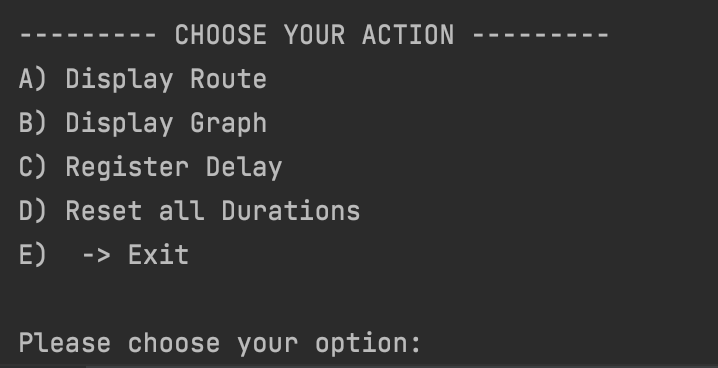 --------- CHOOSE YOUR ACTION ---------
A) Display Route
B) Display Graph
C) Register Delay
D) Reset all Durations
E)  -> Exit
Please choose your option: